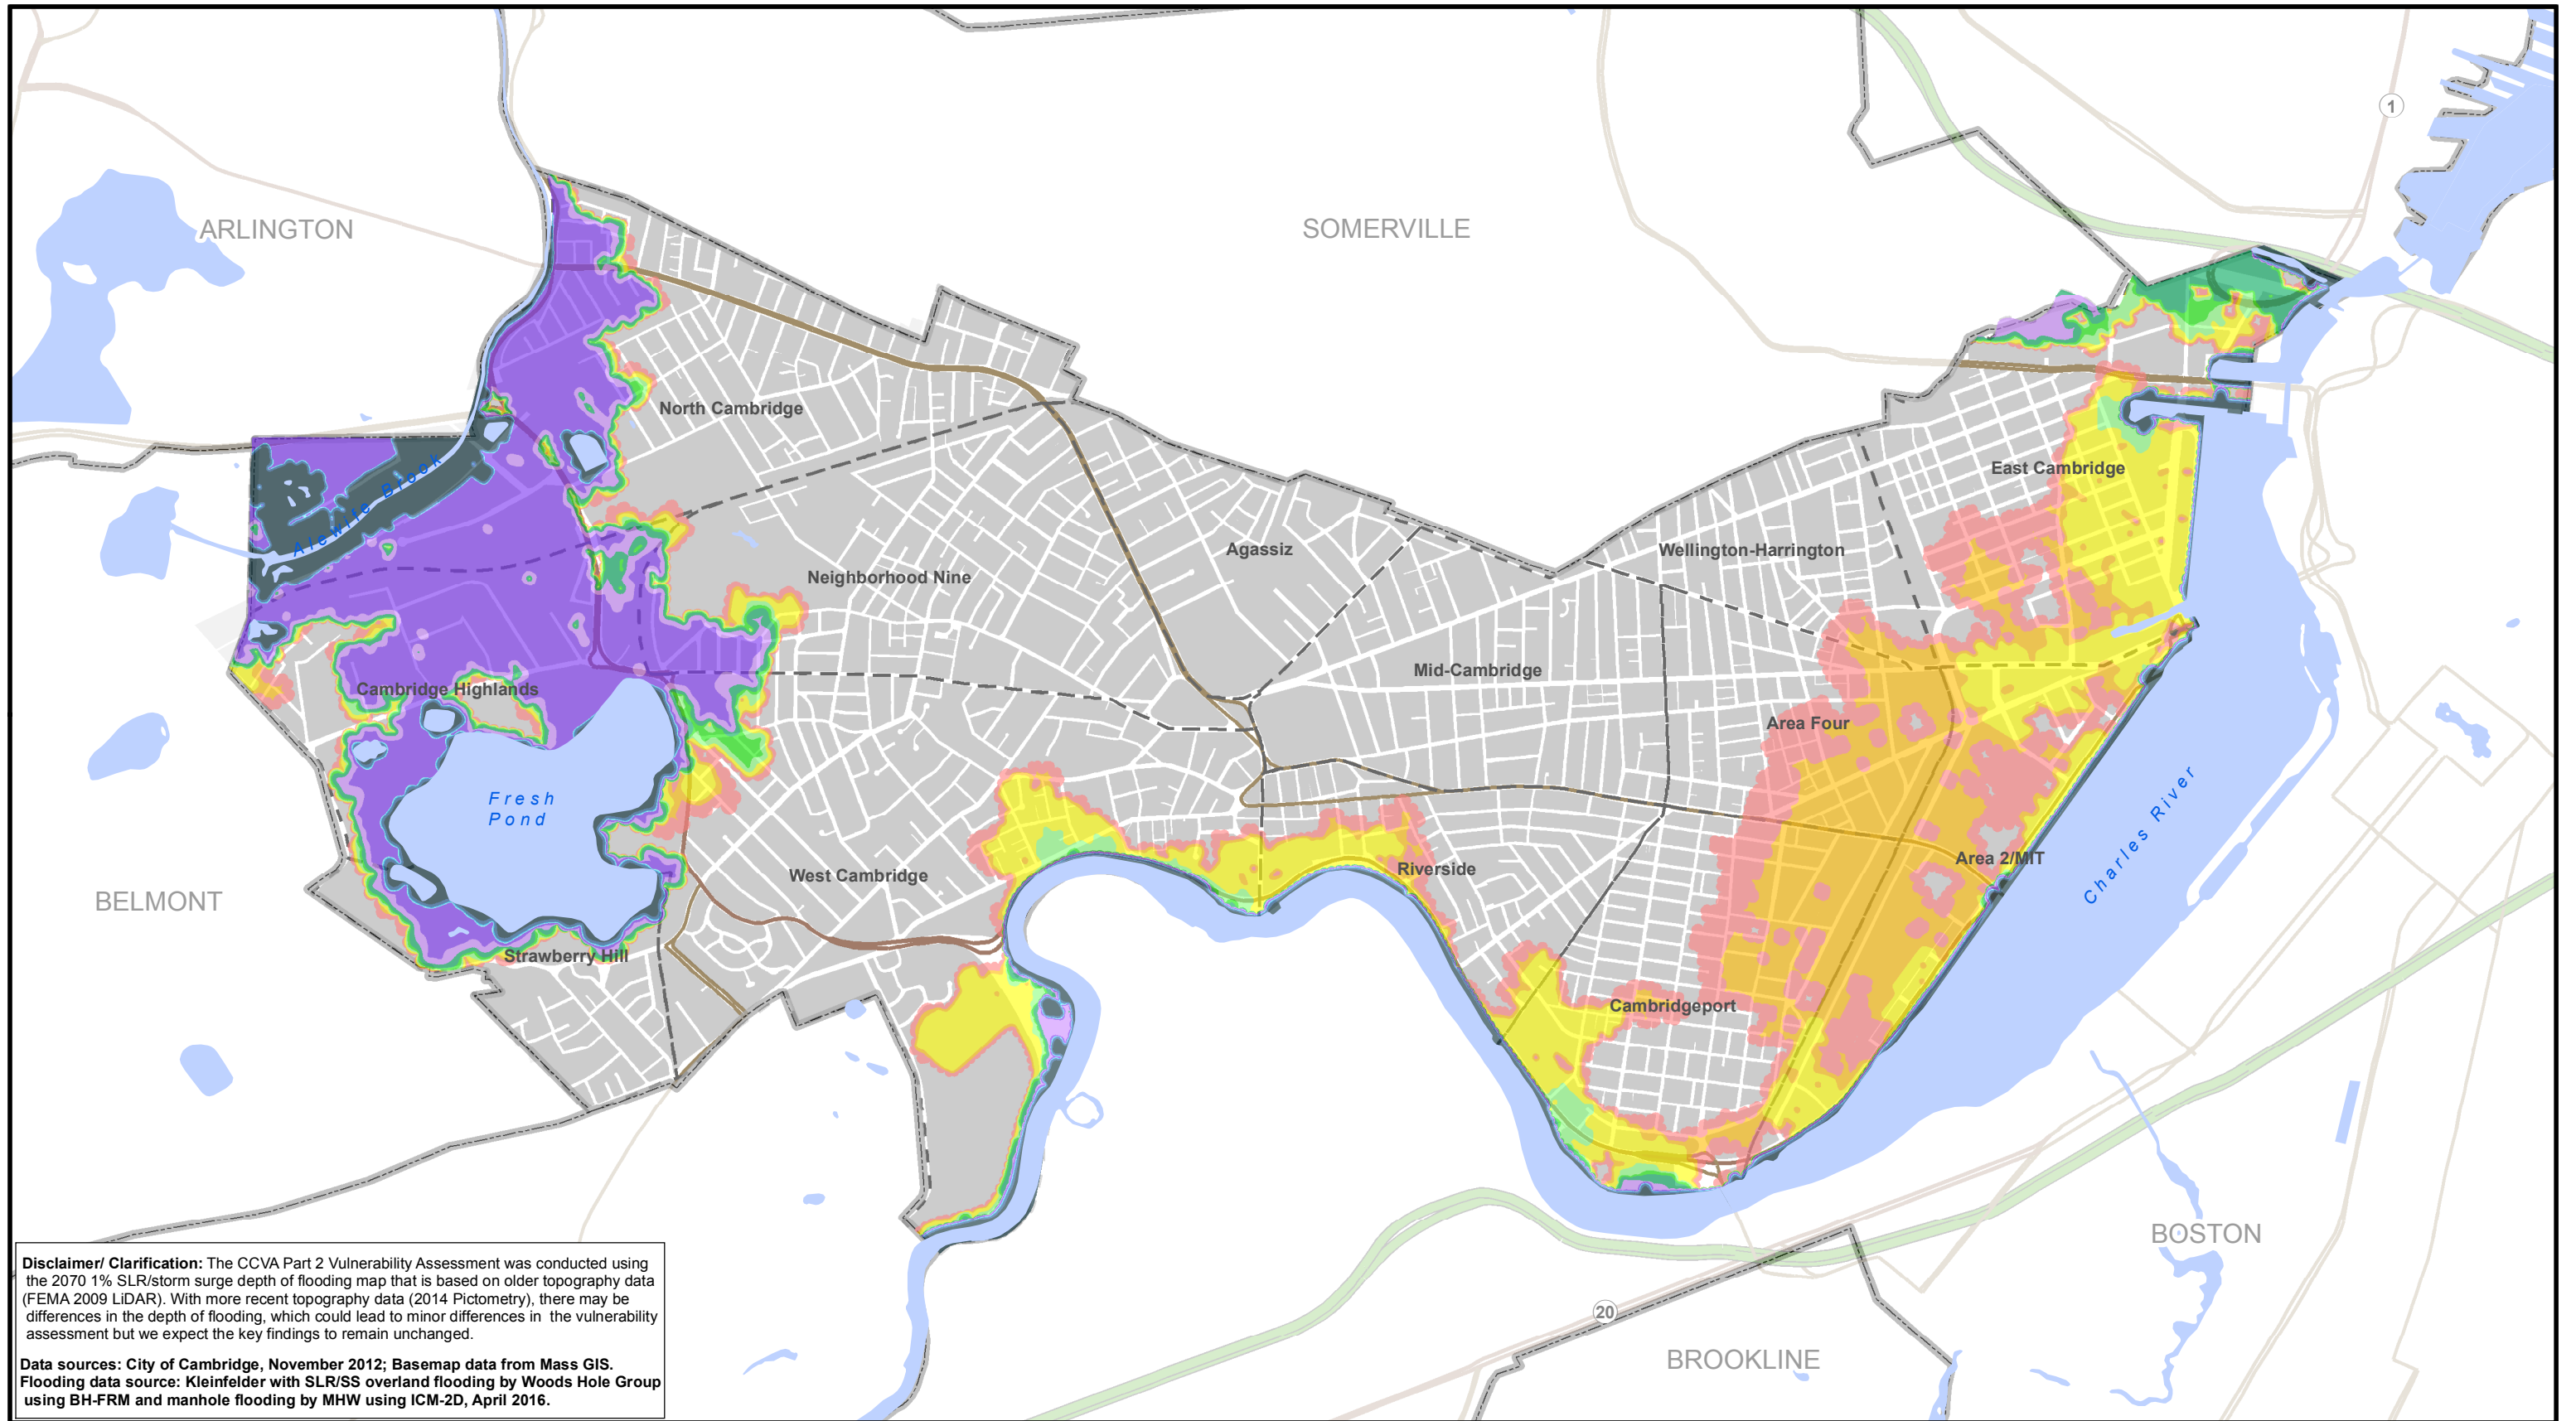 1
ARLINGTON
SOMERVILLE
North Cambridge
Alewife Brook
East Cambridge
Agassiz
Wellington-Harrington
Neighborhood Nine
Mid-Cambridge
Cambridge Highlands
Area Four
Fresh
Pond
Charles River
Area 2/MIT
Riverside
West Cambridge
BELMONT
Strawberry Hill
Cambridgeport
BOSTON
20
BROOKLINE
Disclaimer/ Clarification: The CCVA Part 2 Vulnerability Assessment was conducted using
the 2070 1% SLR/storm surge depth of flooding map that is based on older topography data
(FEMA 2009 LiDAR). With more recent topography data (2014 Pictometry), there may be
differences in the depth of flooding, which could lead to minor differences in the vulnerability
assessment but we expect the key findings to remain unchanged.
Data sources: City of Cambridge, November 2012; Basemap data from Mass GIS.
Flooding data source: Kleinfelder with SLR/SS overland flooding by Woods Hole Group
using BH-FRM and manhole flooding by MHW using ICM-2D, April 2016.